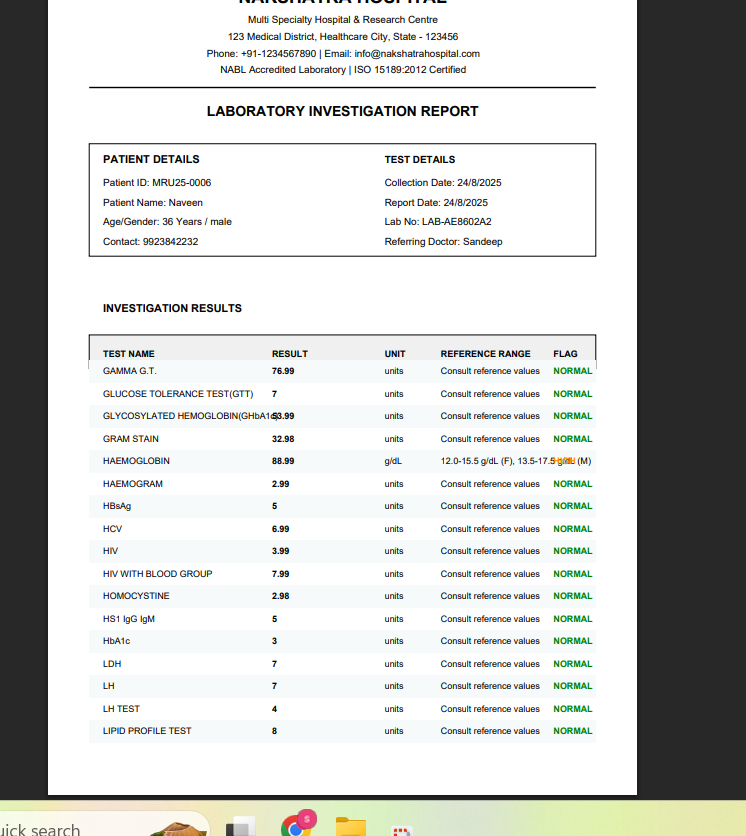 NAKSHATRA HOSPITAL
Multi Specialty Hospital & Research Centre
123 Medical District, Healthcare City, State - 123456
Phone: +91-1234567890 | Email: info@nakshatrahospital.com
NABL Accredited Laboratory | ISO 15189:2012 Certified
LABORATORY INVESTIGATION REPORT
PATIENT DETAILS TEST DETAILS
Patient ID: MRU25-0006 Collection Date: 24/8/2025
Patient Name: Naveen Report Date: 24/8/2025
Age/Gender: 36 Years / male Lab No: LAB-AE8602A2
Contact: 9923842232 Referring Doctor: Sandeep
INVESTIGATION RESULTS
TEST NAME RESULT UNIT REFERENCE RANGE FLAG
GAMMA G.T. 76.99 units Consult reference values NORMAL
GLUCOSE TOLERANCE TEST(GTT) 7 units Consult reference values NORMAL
GLYCOSYLATED HEMOGLOBIN(GHbA1c) 53.99 units Consult reference values NORMAL
GRAM STAIN 32.98 units Consult reference values NORMAL
HAEMOGLOBIN 88.99 g/dL 12.0-15.5 g/dL (F), 13.5-17.5 g/dL (M)
HAEMOGRAM 2.99 units Consult reference values NORMAL
HBsAg 5 units Consult reference values NORMAL
HCV 6.99 units Consult reference values NORMAL
HIV 3.99 units Consult reference values NORMAL
HIV WITH BLOOD GROUP 7.99 units Consult reference values NORMAL
HOMOCYSTINE 2.98 units Consult reference values NORMAL
HS1 IgG IgM 5 units Consult reference values NORMAL
HbA1c 3 units Consult reference values NORMAL
LDH 7 units Consult reference values NORMAL
LH 7 units Consult reference values NORMAL
LH TEST 4 units Consult reference values NORMAL
LIPID PROFILE TEST 8 units Consult reference values NORMAL
uick search